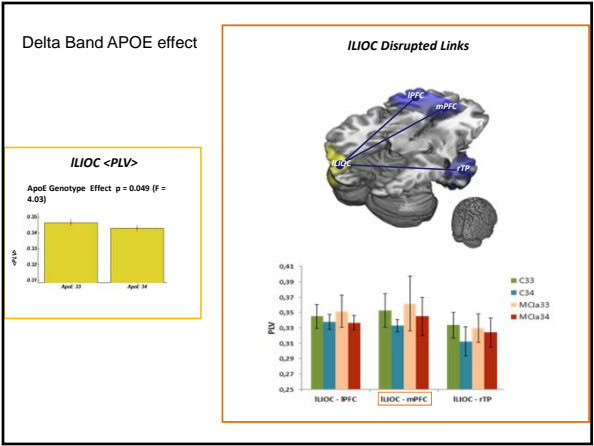 Delta Band APOE effect
lLIOC Disrupted Links
lPFC
mPFC
lLIOC
rTP
lLIOC <PLV>
ApoE Genotype Effect p = 0.049 (F =
4.03)
0.35
0.34
0.33
0.32
0.31
<PLV>
ApoE 33 ApoE 34
0,41
0,39
0,37
0,35
0,33
0,31
0,29
0,27
0,25
PLV
C33
C34
MCIa33
MCIa34
lLIOC - lPFC lLIOC - mPFC lLIOC - rTP